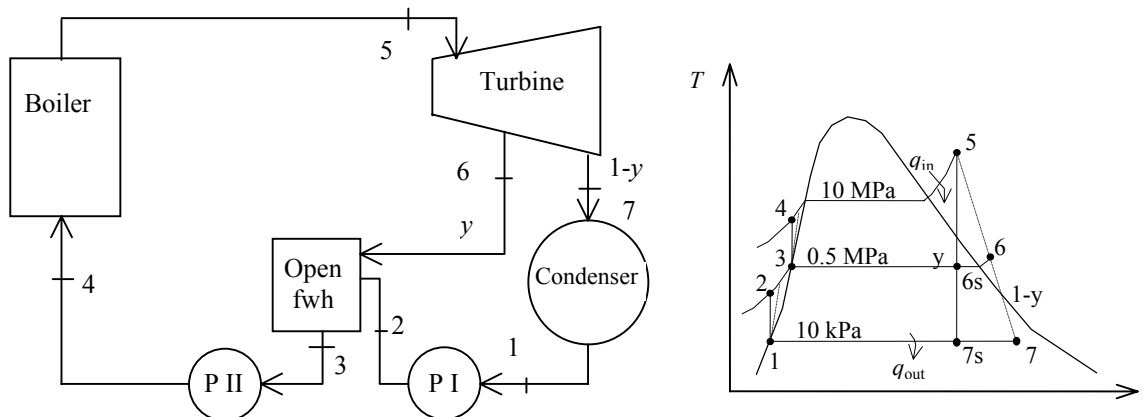 5
Turbine
Boiler
6
1-y
7
y
4
Open
fwh
Condenser
2
3
1
P II
P I
T
5
q_in
10 MPa
4
6
3
0.5 MPa
y
6s
2
1-y
10 kPa
1
q_out
7s
7